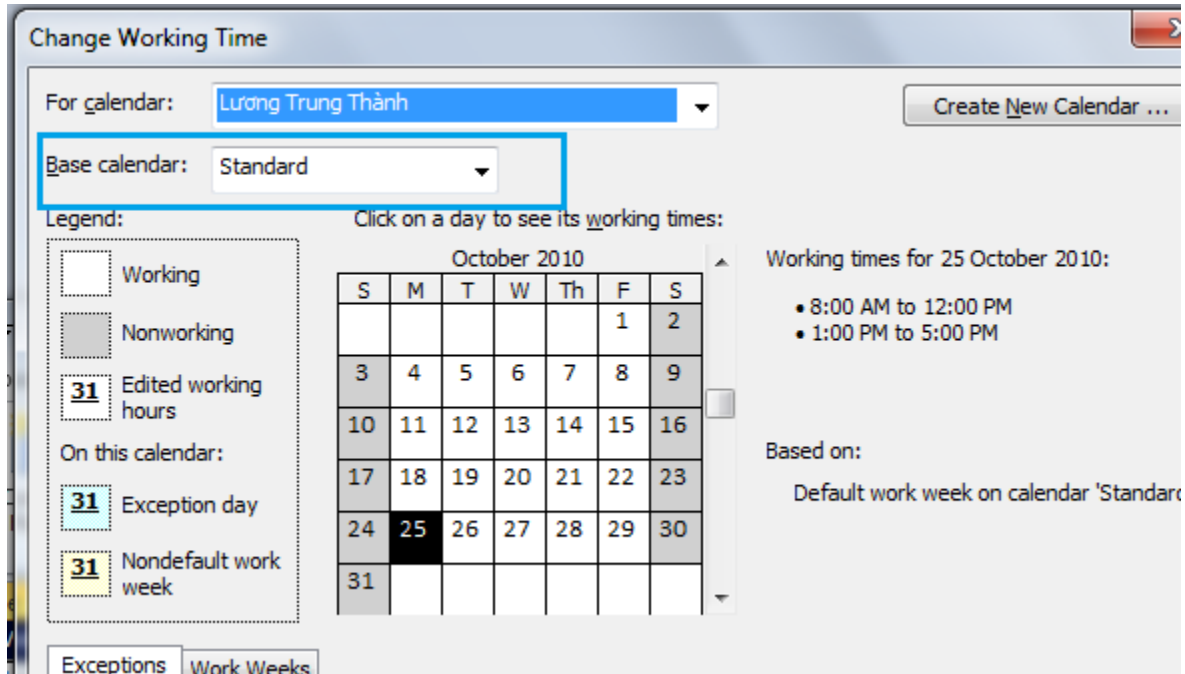 Change Working Time
For calendar: Lương Trung Thành
Create New Calendar ...
Base calendar: Standard
Legend:
Working
Nonworking
31 Edited working
hours
On this calendar:
31 Exception day
31 Nondefault work
week
Click on a day to see its working times:
October 2010
S M T W Th F S
1 2
3 4 5 6 7 8 9
10 11 12 13 14 15 16
17 18 19 20 21 22 23
24 25 26 27 28 29 30
31
Working times for 25 October 2010:
• 8:00 AM to 12:00 PM
• 1:00 PM to 5:00 PM
Based on:
Default work week on calendar 'Standard
Exceptions Work Weeks